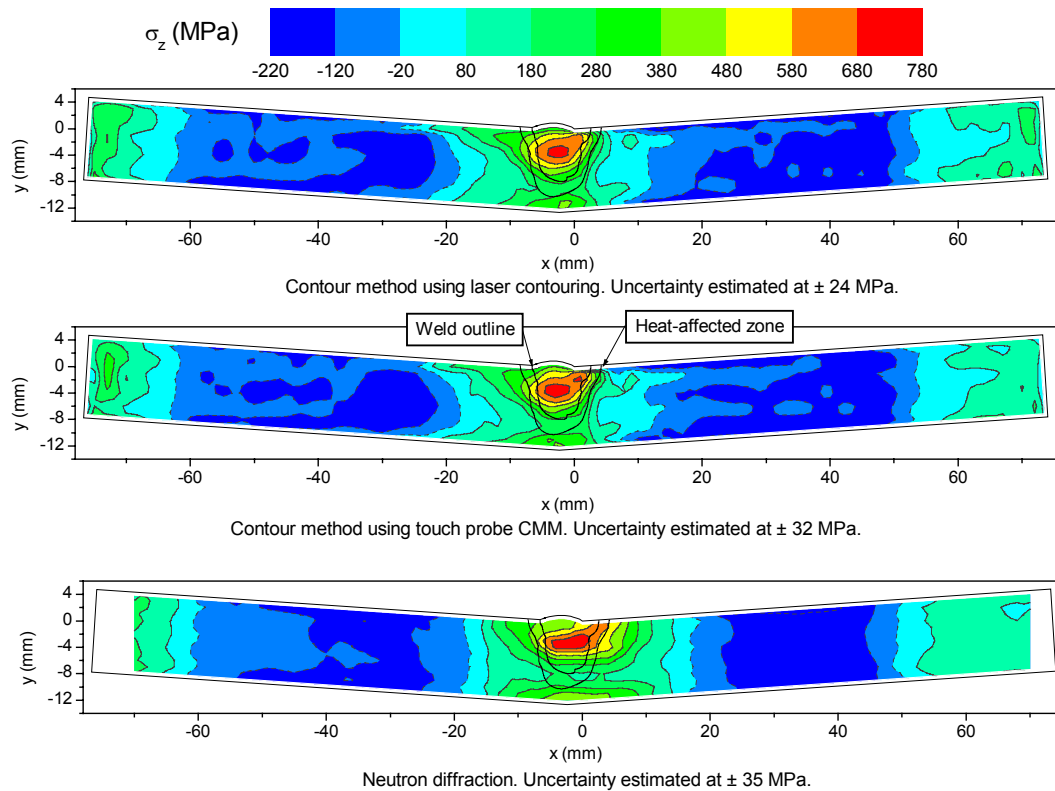 σz (MPa)
-220 -120 -20 80 180 280 380 480 580 680 780
y (mm)
4
0
-4
-8
-12
-60 -40 -20 0 20 40 60
x (mm)
Contour method using laser contouring. Uncertainty estimated at ± 24 MPa.
Weld outline
Heat-affected zone
y (mm)
4
0
-4
-8
-12
-60 -40 -20 0 20 40 60
x (mm)
Contour method using touch probe CMM. Uncertainty estimated at ± 32 MPa.
y (mm)
4
0
-4
-8
-12
-60 -40 -20 0 20 40 60
x (mm)
Neutron diffraction. Uncertainty estimated at ± 35 MPa.